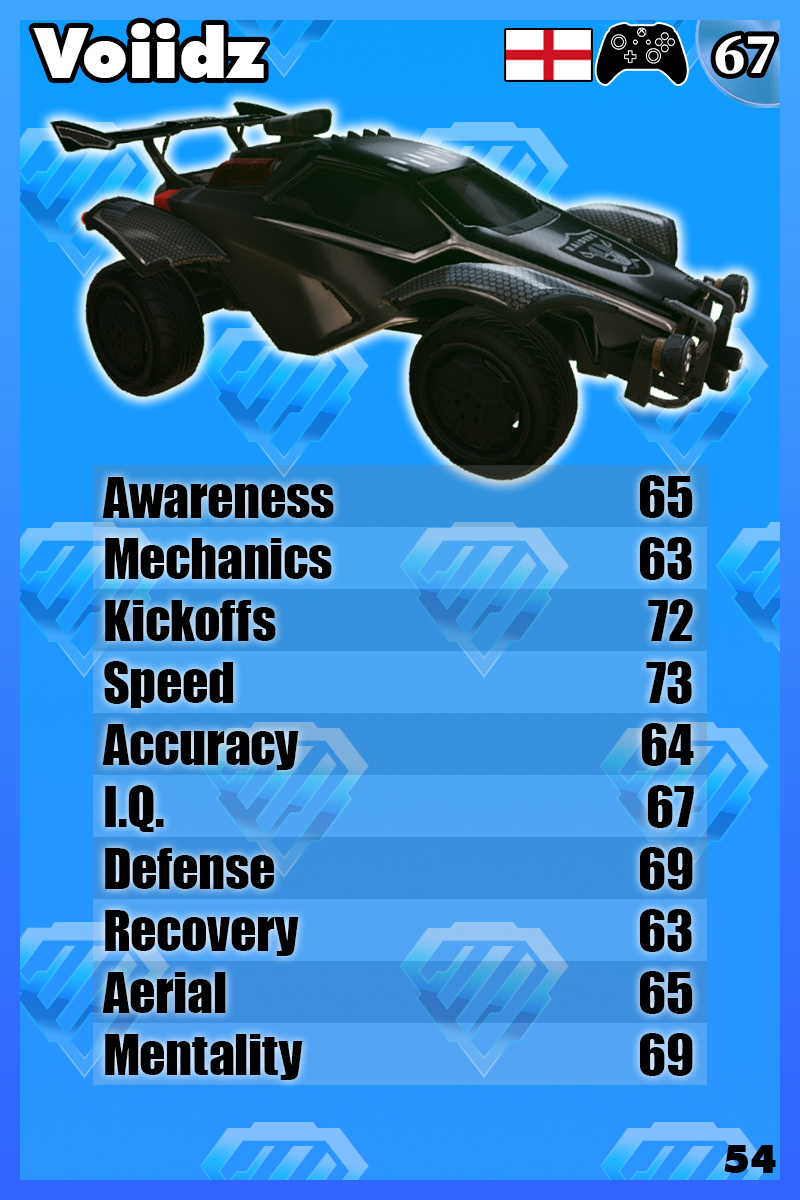 Voiidz 67
RAIDERS
Awareness 65
Mechanics 63
Kickoffs 72
Speed 73
Accuracy 64
I.Q. 67
Defense 69
Recovery 63
Aerial 65
Mentality 69
54